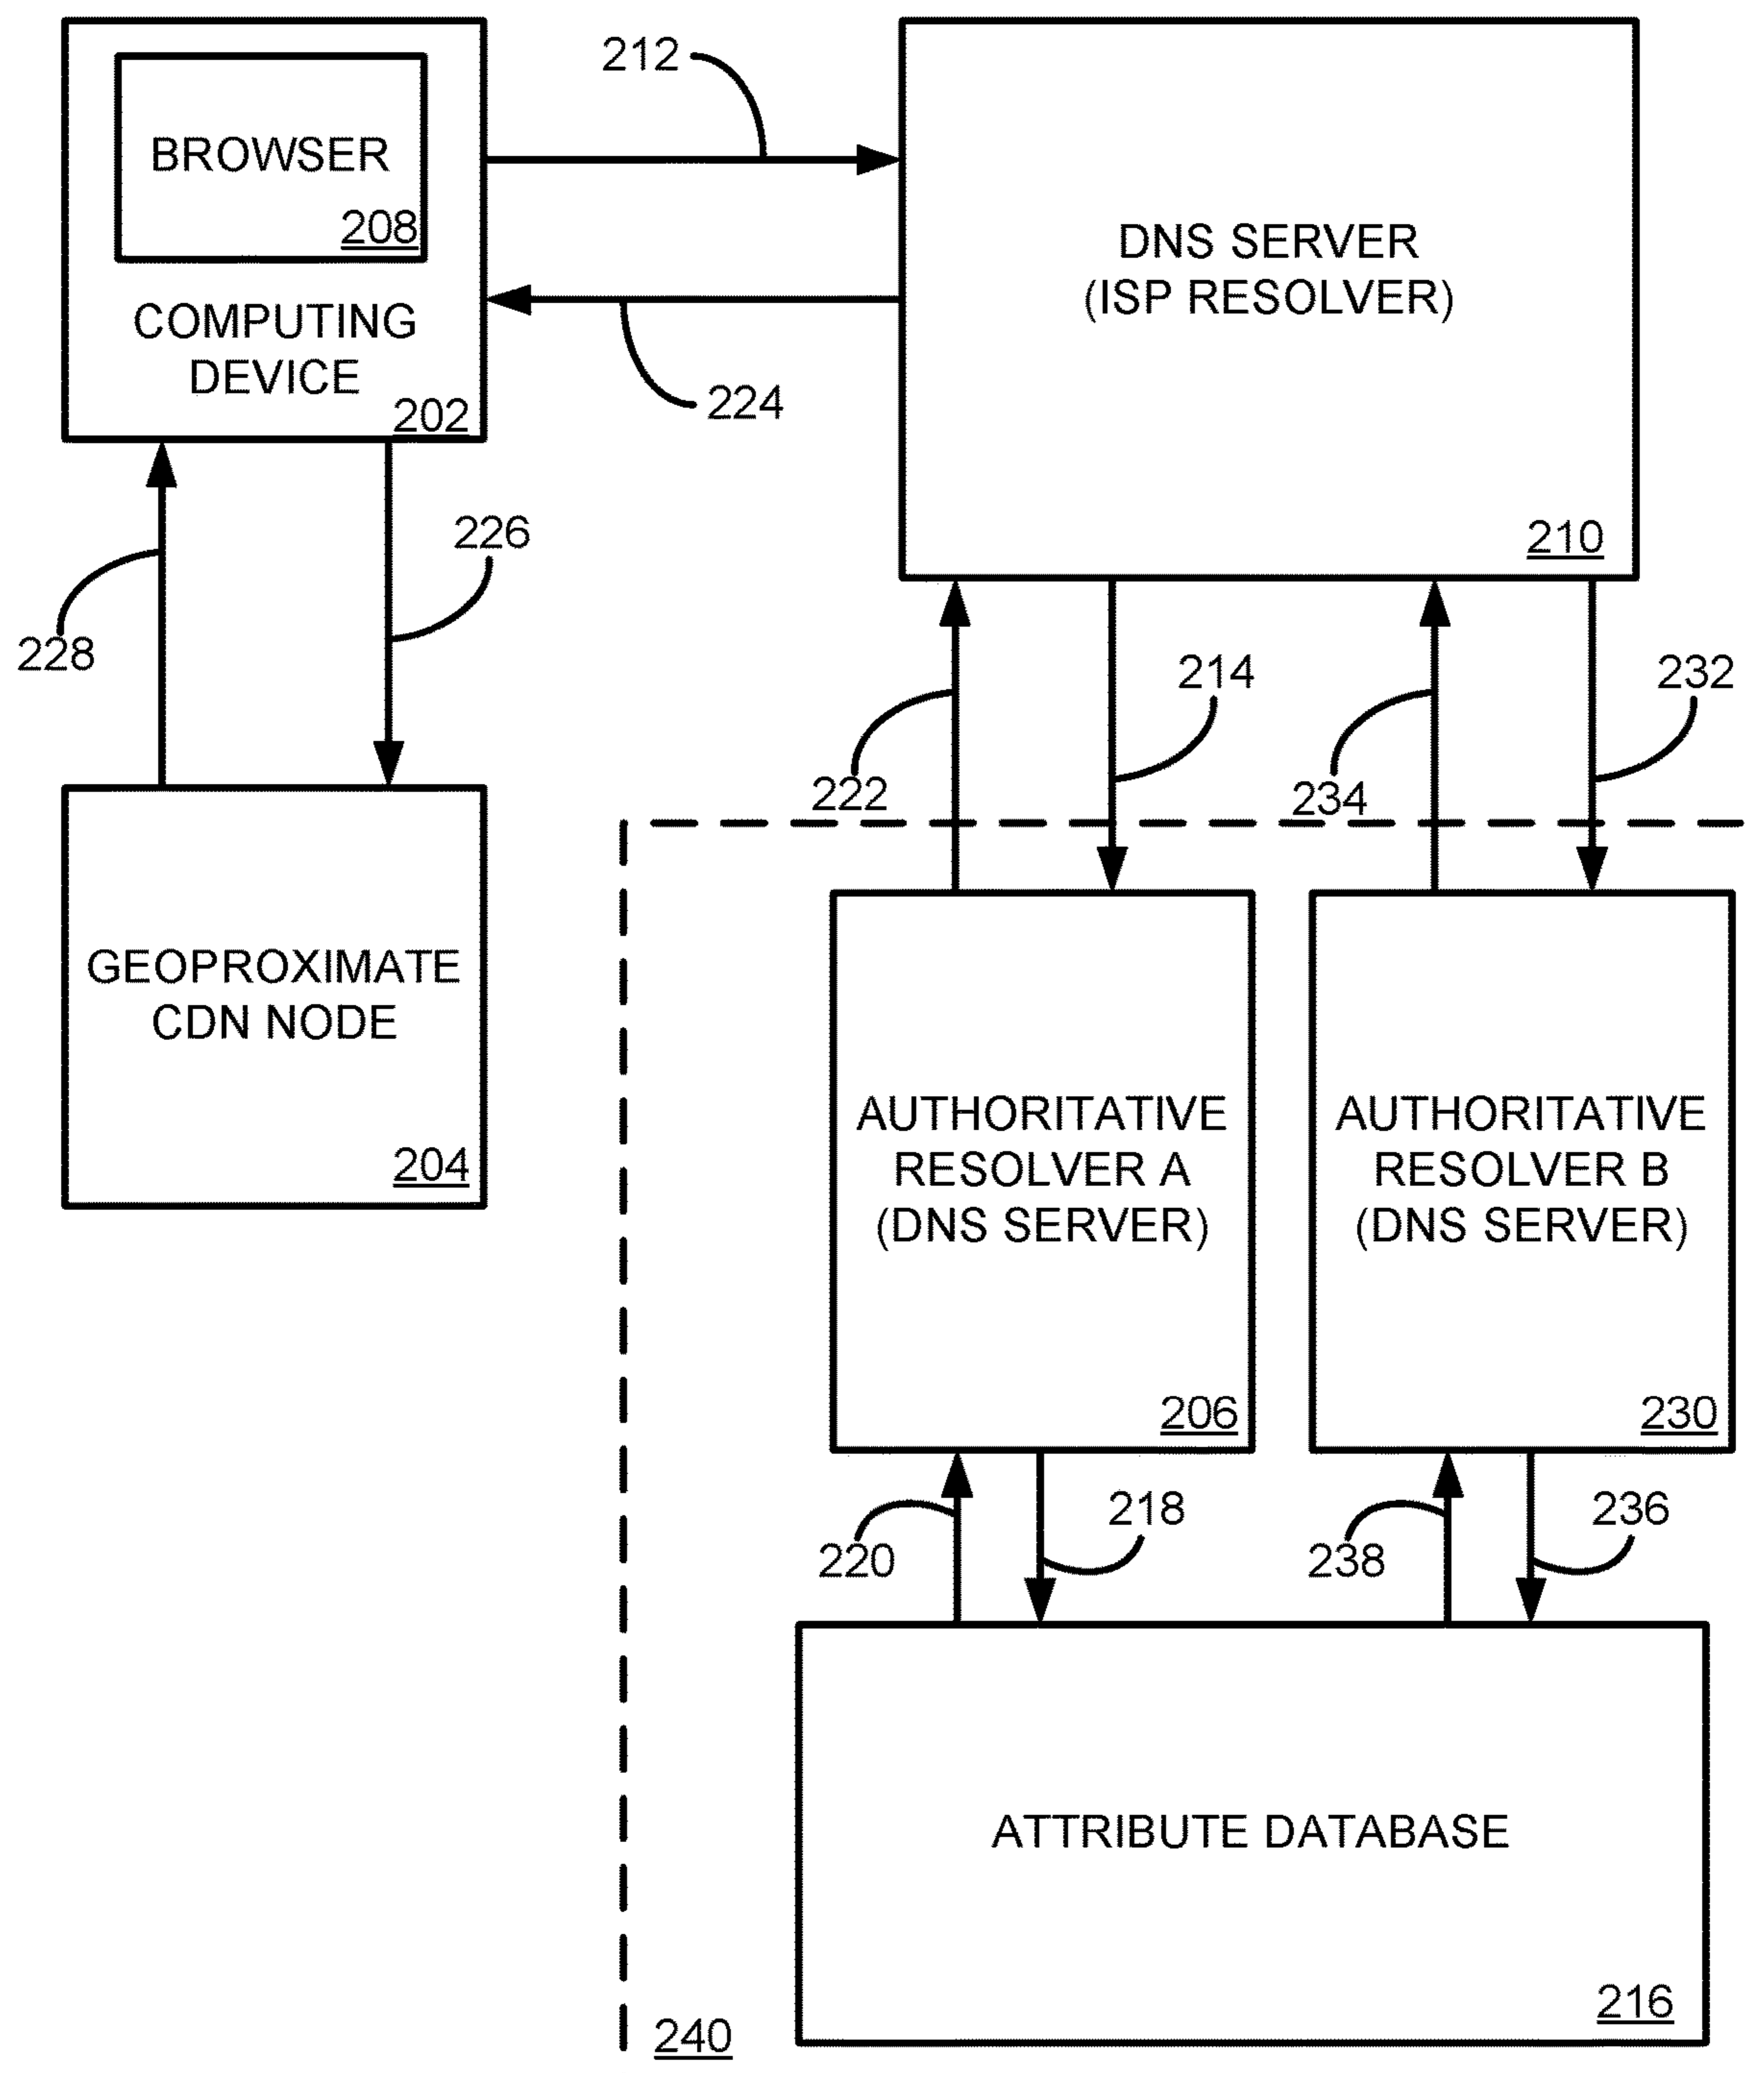 BROWSER
208
COMPUTING
DEVICE
202
212
224
DNS SERVER
(ISP RESOLVER)
210
228
226
222
214
234
232
GEOPROXIMATE
CDN NODE
204
AUTHORITATIVE
RESOLVER A
(DNS SERVER)
206
AUTHORITATIVE
RESOLVER B
(DNS SERVER)
230
220
218
238
236
ATTRIBUTE DATABASE
216
240